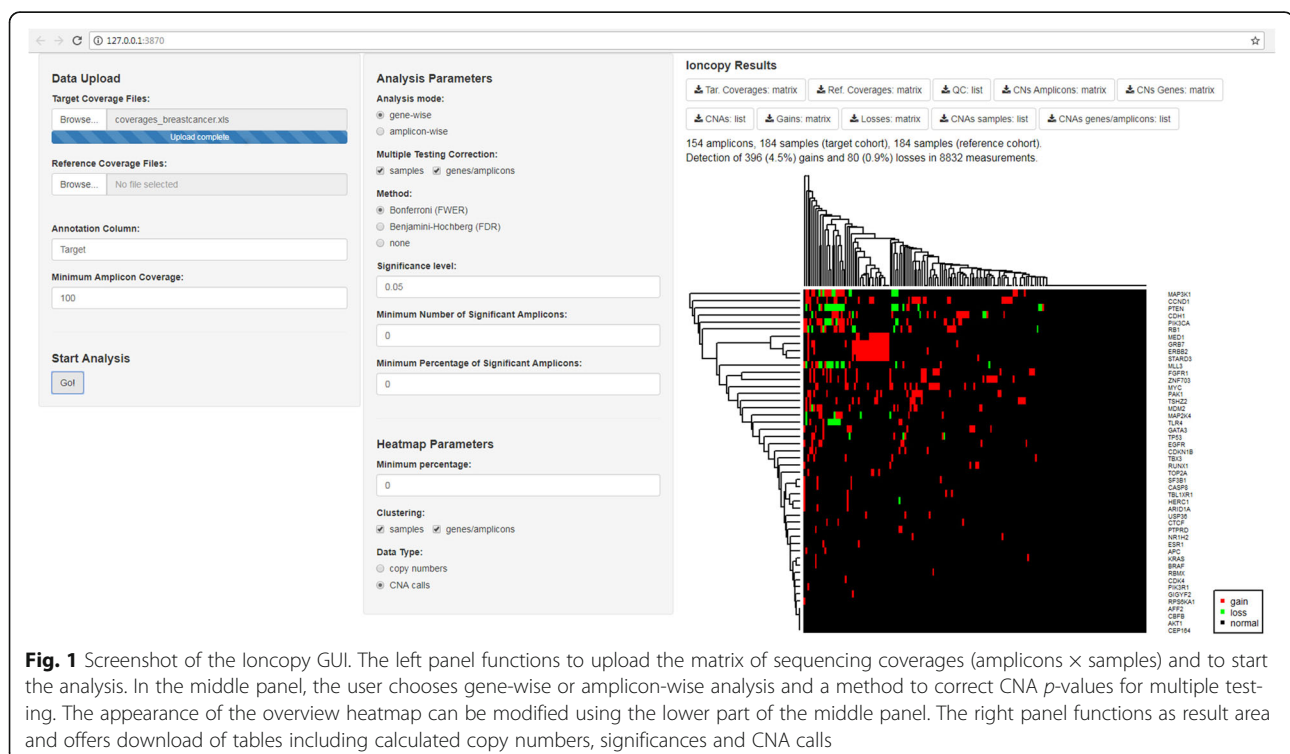 127.0.0.1:3870
Data Upload
Target Coverage Files:
Browse... coverages_breastcancer.xls
Upload complete
Reference Coverage Files:
Browse... No file selected
Annotation Column:
Target
Minimum Amplicon Coverage:
100
Start Analysis
Go!
Analysis Parameters
Analysis mode:
gene-wise
amplicon-wise
Multiple Testing Correction:
samples genes/amplicons
Method:
Bonferroni (FWER)
Benjamini-Hochberg (FDR)
none
Significance level:
0.05
Minimum Number of Significant Amplicons:
0
Minimum Percentage of Significant Amplicons:
0
Heatmap Parameters
Minimum percentage:
0
Clustering:
samples genes/amplicons
Data Type:
copy numbers
CNA calls
Ioncopy Results
Tar. Coverages: matrix Ref. Coverages: matrix QC: list CNs Amplicons: matrix CNs Genes: matrix
CNAs: list Gains: matrix Losses: matrix CNAs samples: list CNAs genes/amplicons: list
154 amplicons, 184 samples (target cohort), 184 samples (reference cohort).
Detection of 396 (4.5%) gains and 80 (0.9%) losses in 8832 measurements.
MAP3K1
CCND1
PTEN
CDH1
PIK3CA
RB1
MED1
GRB7
ERBB2
STARD3
MLL3
FGFR1
ZNF703
MYC
PAK1
TSHZ2
MDM2
MAP2K4
TLR4
GATA3
TP53
EGFR
CDKN1B
TBX3
RUNX1
TOP2A
SF3B1
CASP8
TBL1XR1
HERC1
ARID1A
USP36
CTCF
PTPRD
NR1H2
ESR1
APC
KRAS
BRAF
RBMX
CDK4
PIK3R1
GIGYF2
RPS6KA1
AFF2
CBFB
AKT1
CEP164
gain
loss
normal
Fig. 1 Screenshot of the Ioncopy GUI. The left panel functions to upload the matrix of sequencing coverages (amplicons × samples) and to start
the analysis. In the middle panel, the user chooses gene-wise or amplicon-wise analysis and a method to correct CNA p-values for multiple test-
ing. The appearance of the overview heatmap can be modified using the lower part of the middle panel. The right panel functions as result area
and offers download of tables including calculated copy numbers, significances and CNA calls